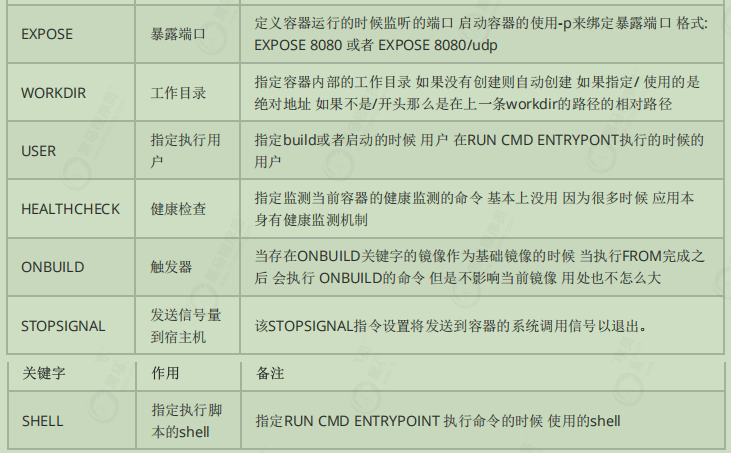 EXPOSE
暴露端口
定义容器运行的时候监听的端口 启动容器的使用-p来绑定暴露端口 格式:
EXPOSE 8080 或者 EXPOSE 8080/udp
WORKDIR
工作目录
指定容器内部的工作目录 如果没有创建则自动创建 如果指定/ 使用的是
绝对地址 如果不是/开头那么是在上一条workdir的路径的相对路径
USER
指定执行用
户
指定build或者启动的时候 用户 在RUN CMD ENTRYPONT执行的时候的
用户
HEALTHCHECK
健康检查
指定监测当前容器的健康监测的命令 基本上没用 因为很多时候 应用本
身有健康监测机制
ONBUILD
触发器
当存在ONBUILD关键字的镜像作为基础镜像的时候 当执行FROM完成之
后 会执行 ONBUILD的命令 但是不影响当前镜像 用处也不怎么大
STOPSIGNAL
发送信号量
到宿主机
该STOPSIGNAL指令设置将发送到容器的系统调用信号以退出。
关键字
作用
备注
SHELL
指定执行脚
本的shell
指定RUN CMD ENTRYPOINT 执行命令的时候 使用的shell